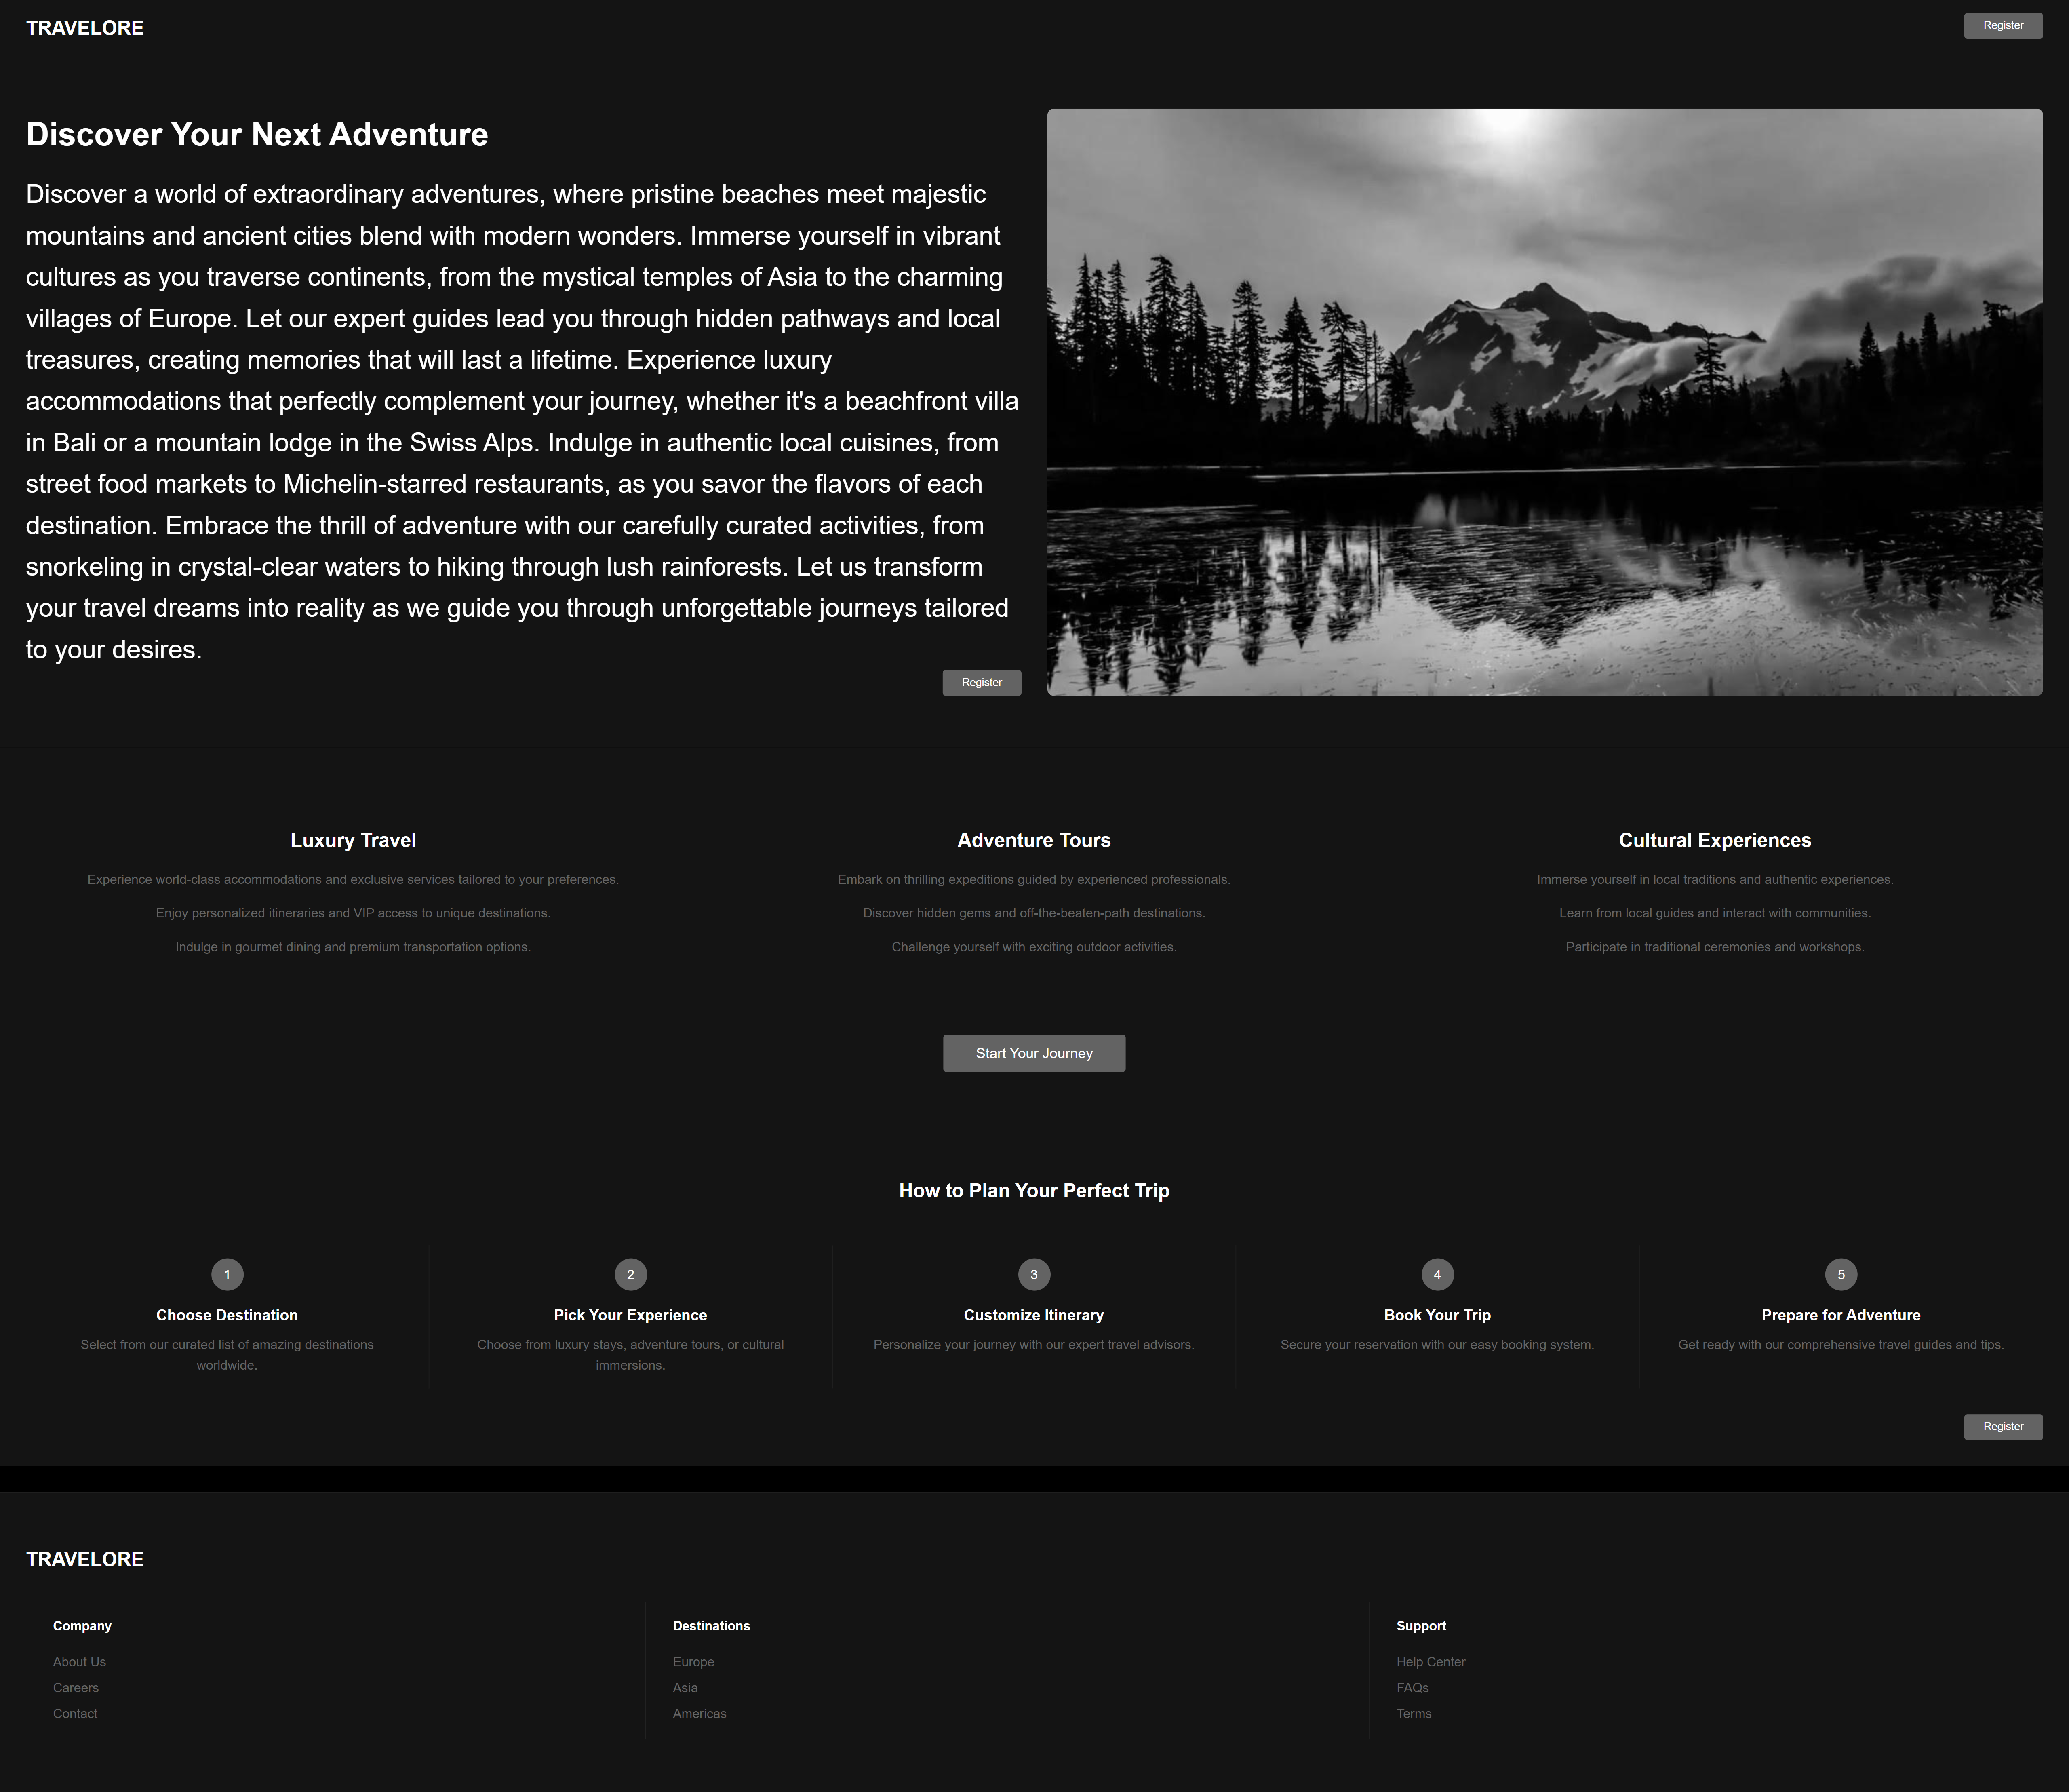 TRAVELORE
Register
Discover Your Next Adventure
Discover a world of extraordinary adventures, where pristine beaches meet majestic
mountains and ancient cities blend with modern wonders. Immerse yourself in vibrant
cultures as you traverse continents, from the mystical temples of Asia to the charming
villages of Europe. Let our expert guides lead you through hidden pathways and local
treasures, creating memories that will last a lifetime. Experience luxury
accommodations that perfectly complement your journey, whether it's a beachfront villa
in Bali or a mountain lodge in the Swiss Alps. Indulge in authentic local cuisines, from
street food markets to Michelin-starred restaurants, as you savor the flavors of each
destination. Embrace the thrill of adventure with our carefully curated activities, from
snorkeling in crystal-clear waters to hiking through lush rainforests. Let us transform
your travel dreams into reality as we guide you through unforgettable journeys tailored
to your desires.
Register
Luxury Travel
Experience world-class accommodations and exclusive services tailored to your preferences.
Enjoy personalized itineraries and VIP access to unique destinations.
Indulge in gourmet dining and premium transportation options.
Adventure Tours
Embark on thrilling expeditions guided by experienced professionals.
Discover hidden gems and off-the-beaten-path destinations.
Challenge yourself with exciting outdoor activities.
Cultural Experiences
Immerse yourself in local traditions and authentic experiences.
Learn from local guides and interact with communities.
Participate in traditional ceremonies and workshops.
Start Your Journey
How to Plan Your Perfect Trip
1
Choose Destination
Select from our curated list of amazing destinations
worldwide.
2
Pick Your Experience
Choose from luxury stays, adventure tours, or cultural
immersions.
3
Customize Itinerary
Personalize your journey with our expert travel advisors.
4
Book Your Trip
Secure your reservation with our easy booking system.
5
Prepare for Adventure
Get ready with our comprehensive travel guides and tips.
Register
TRAVELORE
Company
About Us
Careers
Contact
Destinations
Europe
Asia
Americas
Support
Help Center
FAQs
Terms